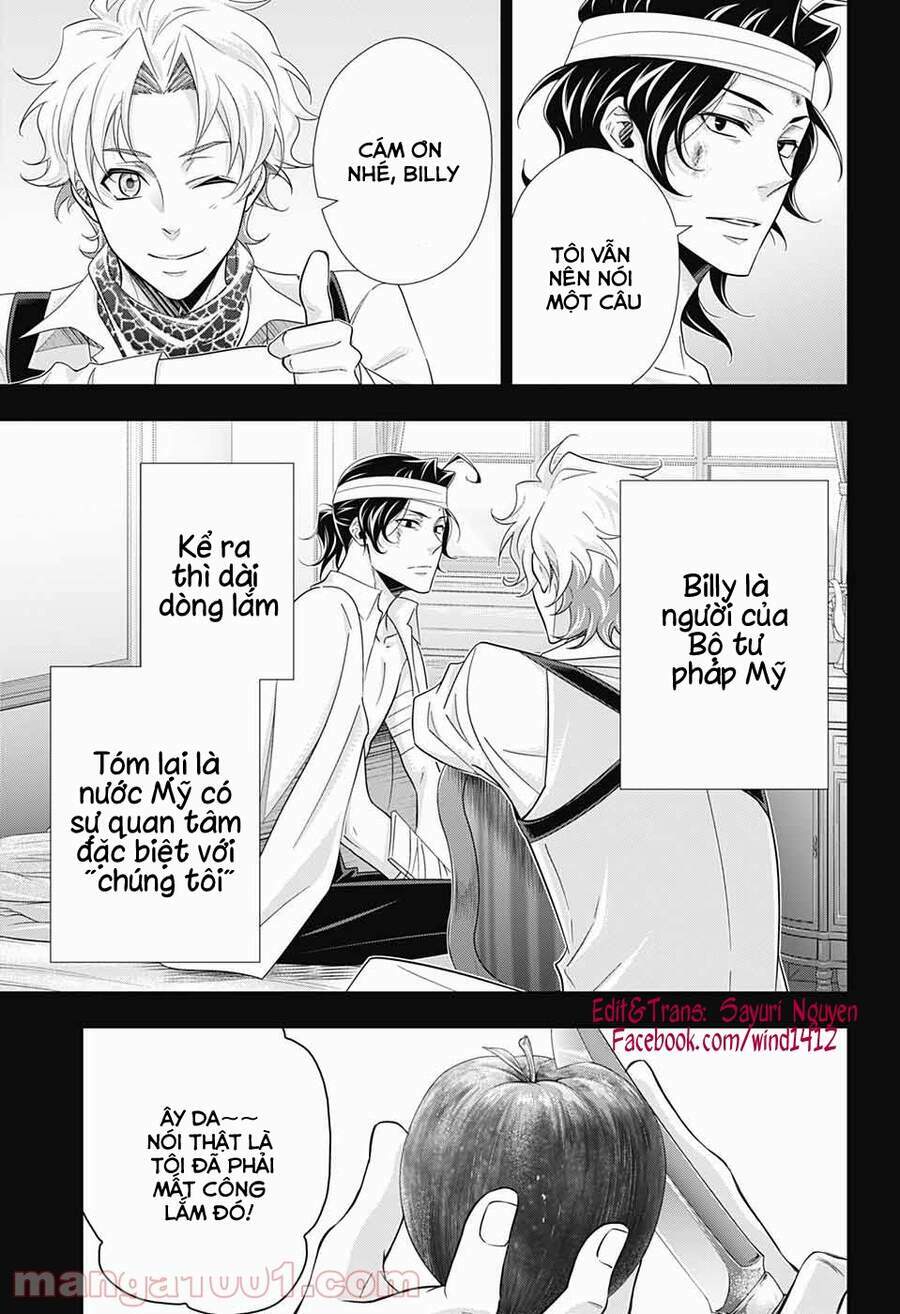 TÔI VẪN
NÊN NÓI
MỘT CÂU
CÁM ƠN
NHÉ, BILLY
Billy là
người của
Bộ tư
pháp Mỹ
Kể ra
thì dài
dòng lắm
Tóm lại là
nước Mỹ có
sự quan tâm
đặc biệt với
"chúng tôi"
Edit&Trans: Sayuri Nguyen
Facebook.com/wind1412
ÂY DA~~
NÓI THẬT LÀ
TÔI ĐÃ PHẢI
MẤT CÔNG
LẮM ĐÓ!
manga1001.com